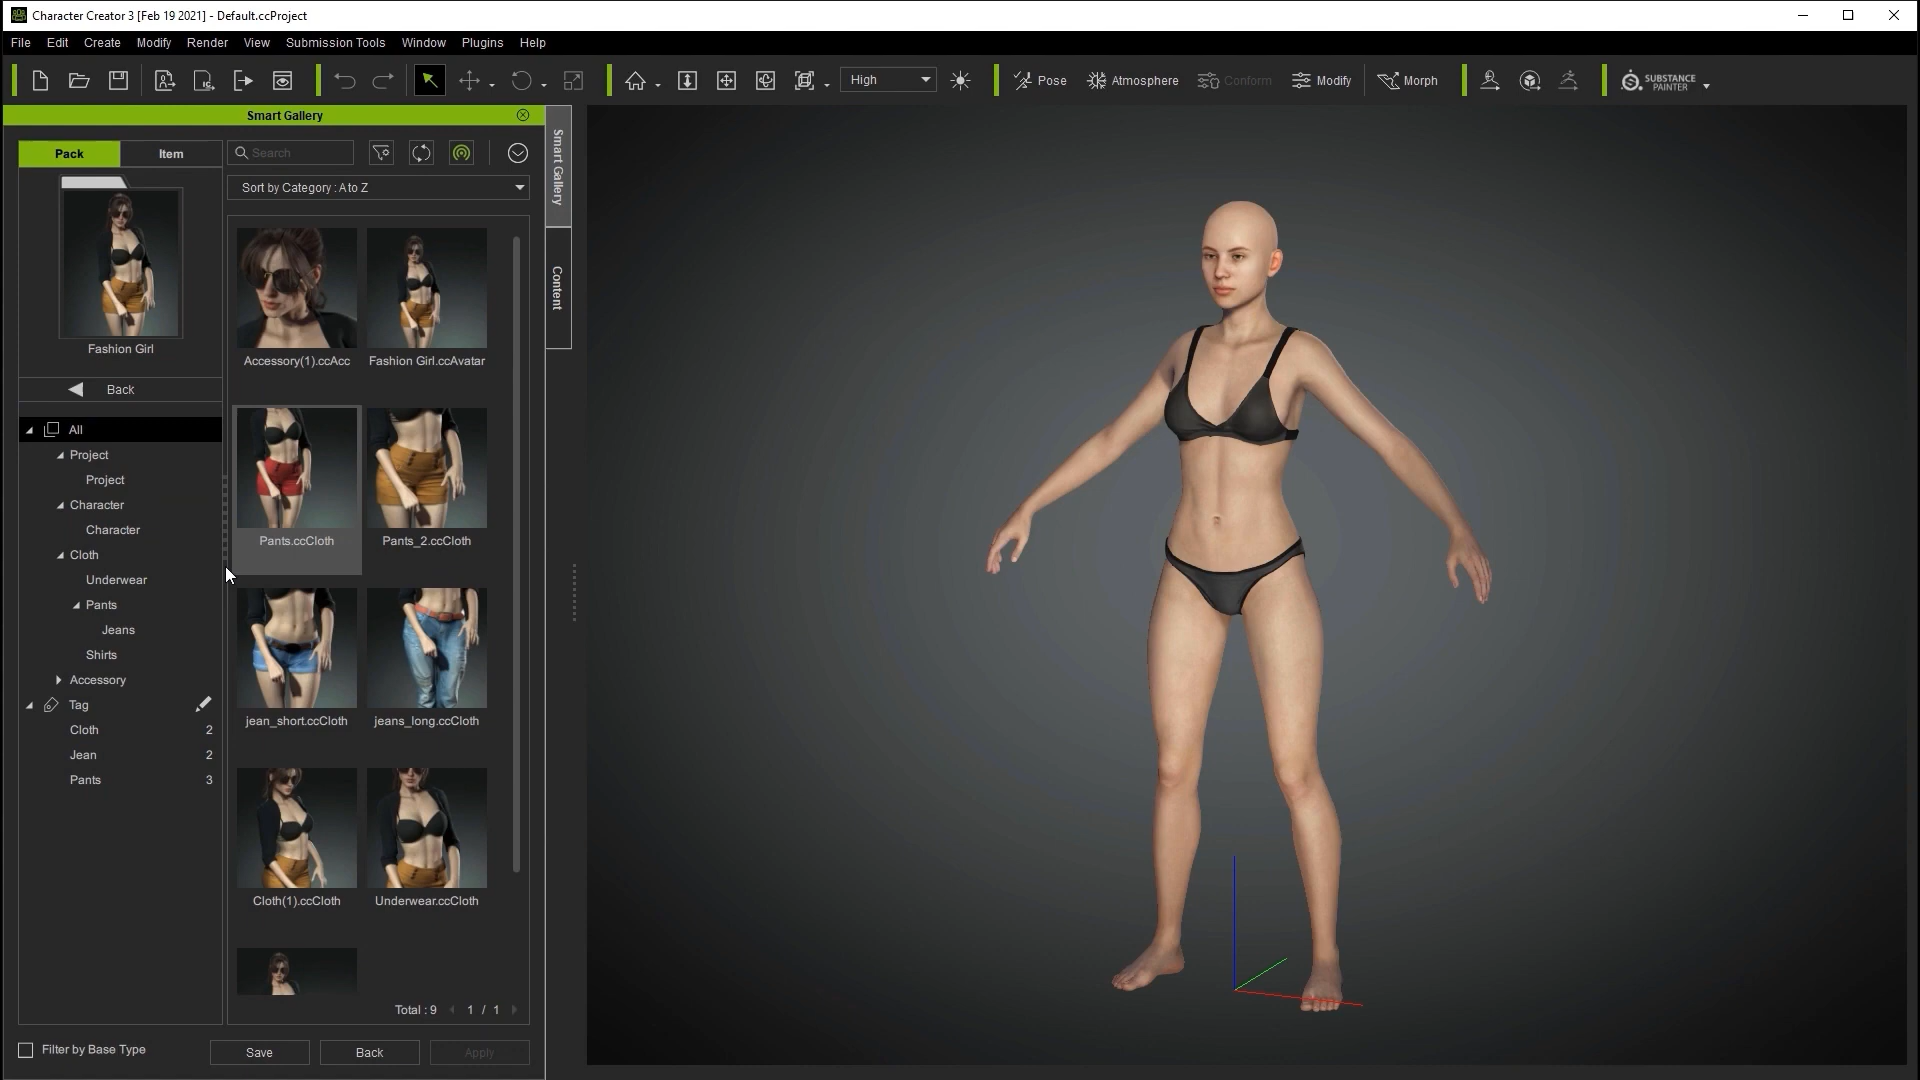 Character Creator 3 [Feb 19 2021] - Default.ccProject
File Edit Create Modify Render View Submission Tools Window Plugins Help
High Pose Atmosphere Conform Modify Morph SUBSTANCE PAINTER
Smart Gallery
Pack Item
Search
Sort by Category : A to Z
Fashion Girl
Back
All
Project
Project
Character
Character
Cloth
Underwear
Pants
Jeans
Shirts
Accessory
Tag
Cloth 2
Jean 2
Pants 3
Accessory(1).ccAcc Fashion Girl.ccAvatar
Pants.ccCloth Pants_2.ccCloth
jean_short.ccCloth jeans_long.ccCloth
Cloth(1).ccCloth Underwear.ccCloth
Total : 9 1 / 1
Filter by Base Type Save Back Apply
Smart Gallery
Content